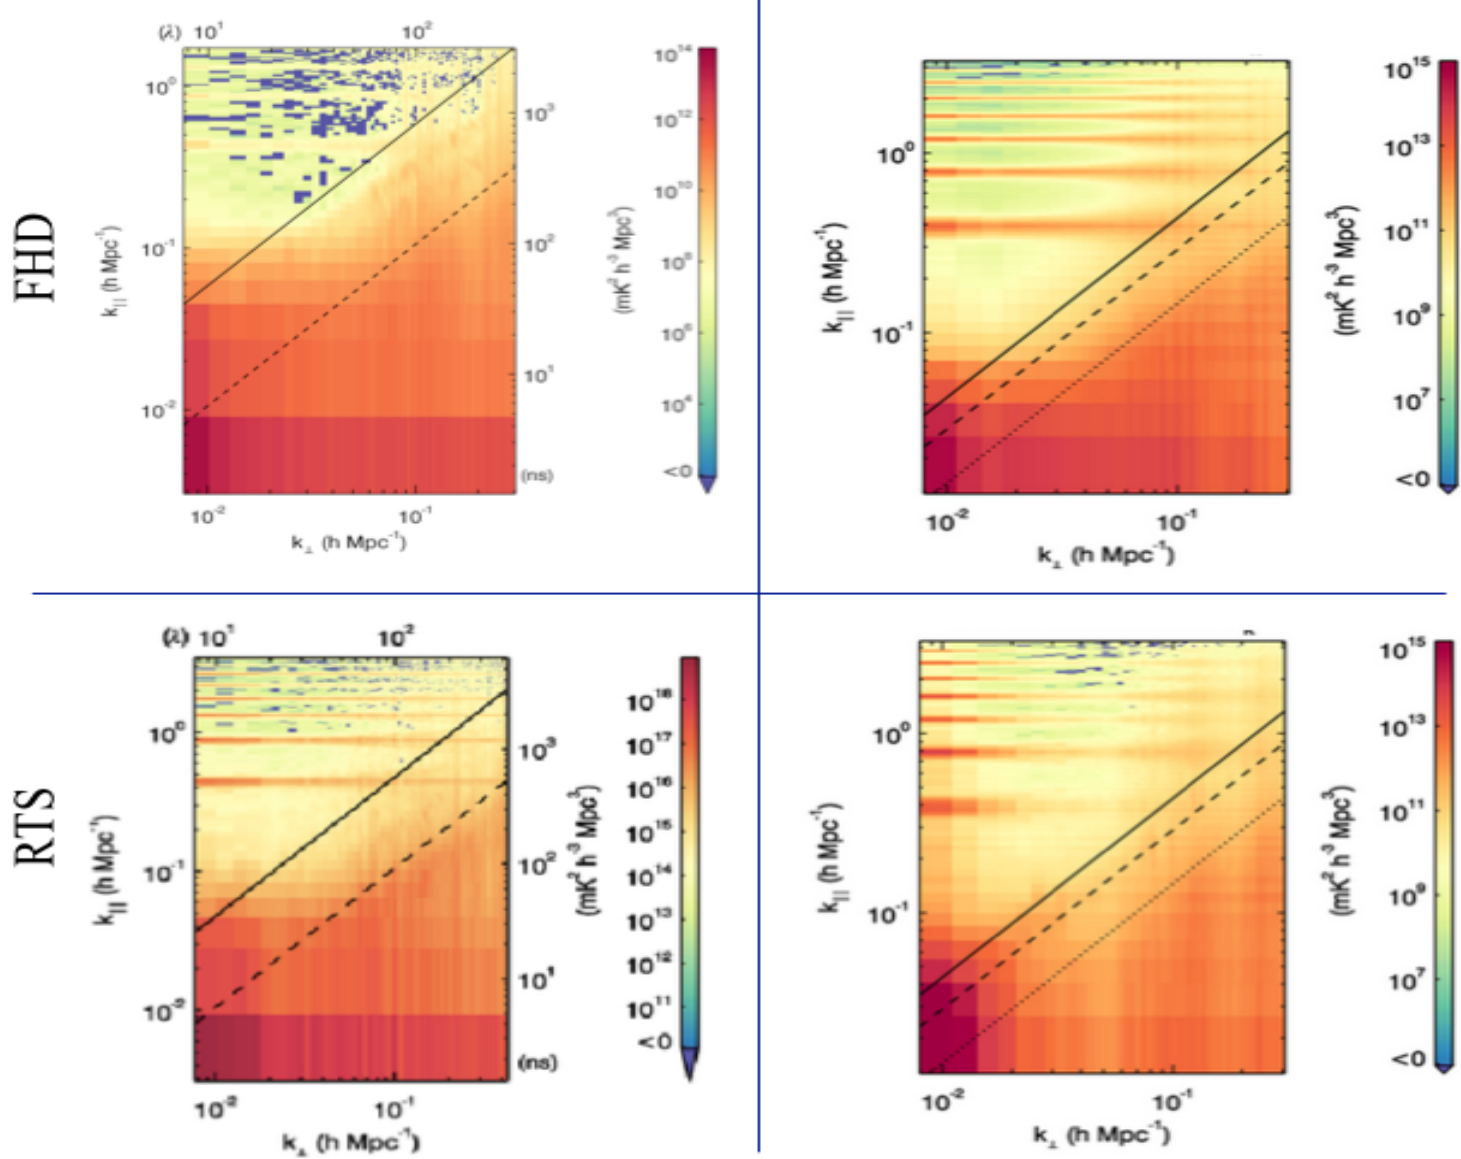 FHD
(λ) 10¹ 10²
10⁰
10⁻¹
10⁻²
k|| (h Mpc⁻¹)
10³
10²
10¹
(ns)
10⁻² 10⁻¹
k⊥ (h Mpc⁻¹)
10¹⁴
10¹²
10¹⁰
10⁸
10⁶
10⁴
<0
(mK² h⁻³ Mpc³)
10⁰
10⁻¹
k|| (h Mpc⁻¹)
10⁻² 10⁻¹
k⊥ (h Mpc⁻¹)
10¹⁵
10¹³
10¹¹
10⁹
10⁷
<0
(mK² h⁻³ Mpc³)
RTS
(λ) 10¹ 10²
10⁰
10⁻¹
10⁻²
k|| (h Mpc⁻¹)
10³
10²
10¹
(ns)
10⁻² 10⁻¹
k⊥ (h Mpc⁻¹)
10¹⁸
10¹⁷
10¹⁶
10¹⁵
10¹⁴
10¹³
10¹²
10¹¹
<0
(mK² h⁻³ Mpc³)
10⁰
10⁻¹
k|| (h Mpc⁻¹)
10⁻² 10⁻¹
k⊥ (h Mpc⁻¹)
10¹⁵
10¹³
10¹¹
10⁹
10⁷
<0
(mK² h⁻³ Mpc³)